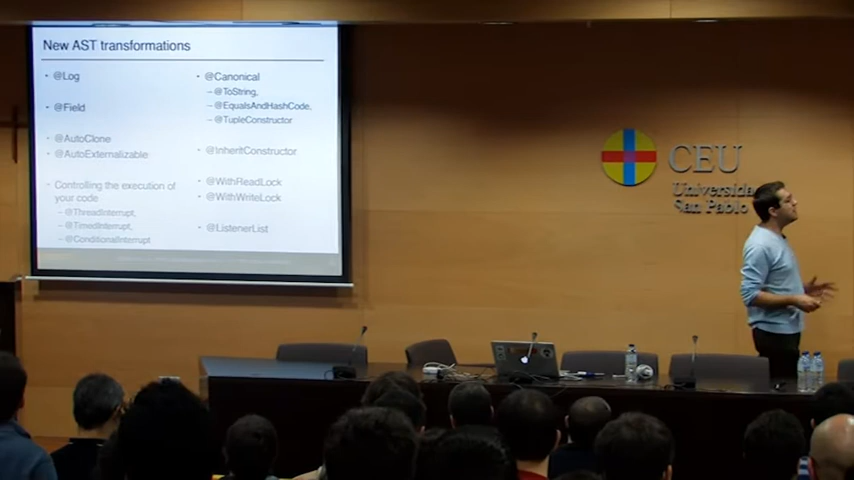 New AST transformations
• @Log
• @Field
• @AutoClone
• @AutoExternalizable
• Controlling the execution of
your code
– @ThreadInterrupt,
– @TimedInterrupt,
– @ConditionalInterrupt
• @Canonical
– @ToString,
– @EqualsAndHashCode,
– @TupleConstructor
• @InheritConstructor
• @WithReadLock
• @WithWriteLock
• @ListenerList
CEU
Universidad
San Pablo